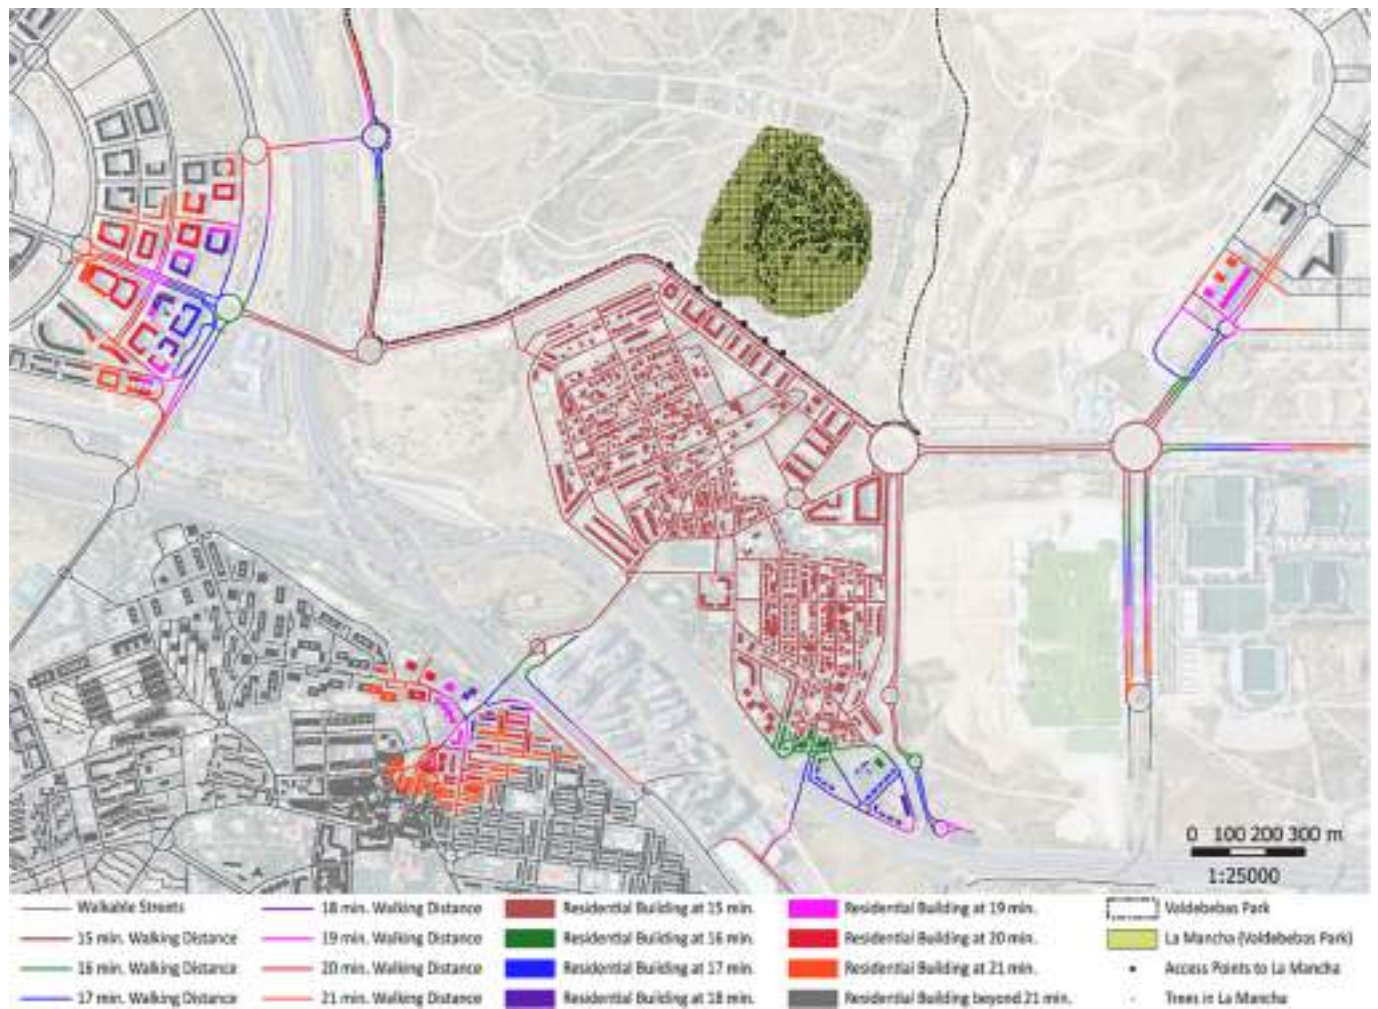 0 100 200 300 m
1:25000
Walkable Streets
15 min. Walking Distance
16 min. Walking Distance
17 min. Walking Distance
18 min. Walking Distance
19 min. Walking Distance
20 min. Walking Distance
21 min. Walking Distance
Residential Building at 15 min.
Residential Building at 16 min.
Residential Building at 17 min.
Residential Building at 18 min.
Residential Building at 19 min.
Residential Building at 20 min.
Residential Building at 21 min.
Residential Building beyond 21 min.
Valdebebas Park
La Mancha (Valdebebas Park)
Access Points to La Mancha
Trees in La Mancha